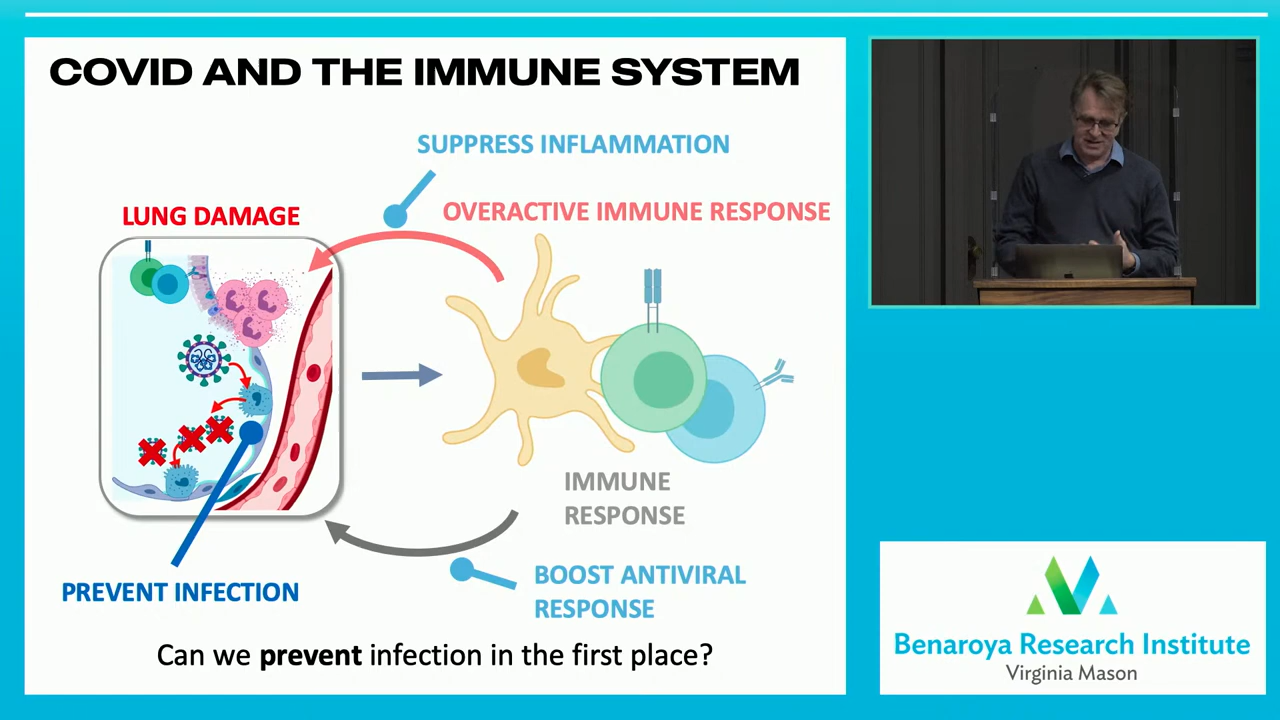 COVID AND THE IMMUNE SYSTEM
SUPPRESS INFLAMMATION
LUNG DAMAGE
OVERACTIVE IMMUNE RESPONSE
IMMUNE
RESPONSE
PREVENT INFECTION
BOOST ANTIVIRAL
RESPONSE
Can we prevent infection in the first place?
Benaroya Research Institute
Virginia Mason